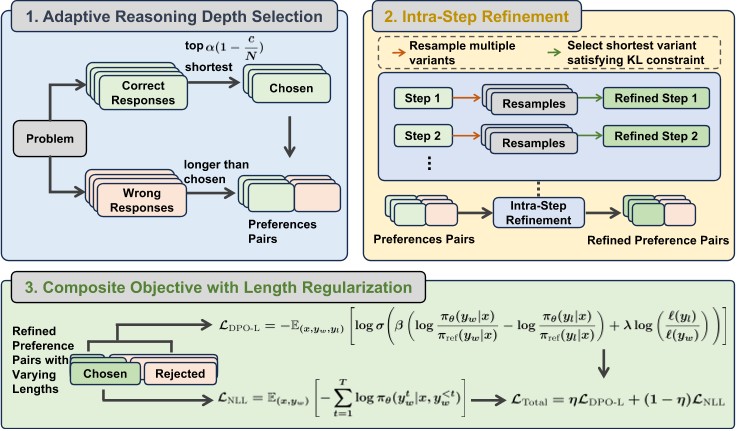 1. Adaptive Reasoning Depth Selection
Problem
Correct
Responses
top α(1 − c/N)
shortest
Chosen
Wrong
Responses
longer than
chosen
Preferences
Pairs
2. Intra-Step Refinement
Resample multiple
variants
Select shortest variant
satisfying KL constraint
Step 1
Resamples
Refined Step 1
Step 2
Resamples
Refined Step 2
⋮
Preferences Pairs
Intra-Step
Refinement
Refined Preference Pairs
3. Composite Objective with Length Regularization
Refined
Preference
Pairs with
Varying
Lengths
Chosen
Rejected
ℒ_DPO-L = −𝔼_(x,y_w,y_l) [log σ(β(log π_θ(y_w|x)/π_ref(y_w|x) − log π_θ(y_l|x)/π_ref(y_l|x)) + λ log(ℓ(y_l)/ℓ(y_w)))]
ℒ_NLL = 𝔼_(x,y_w) [−∑_{t=1}^{T} log π_θ(y_w^t|x, y_w^{<t})]
ℒ_Total = ηℒ_DPO-L + (1 − η)ℒ_NLL